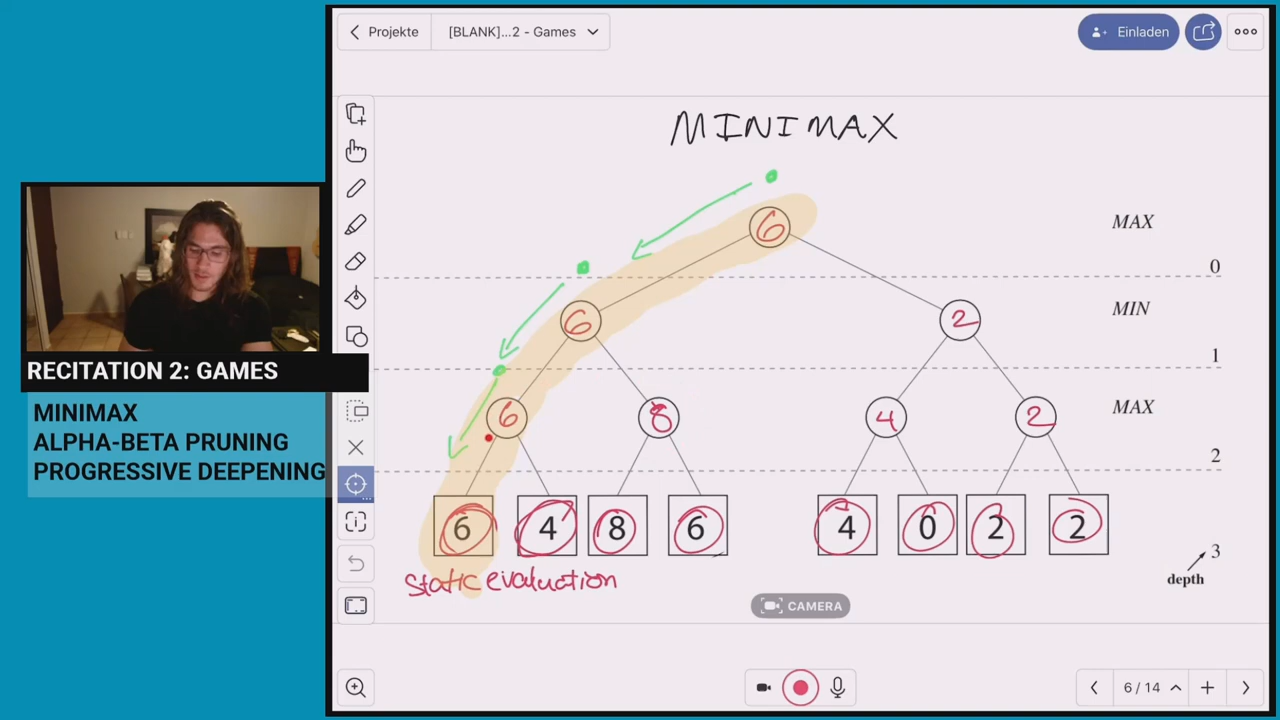 Projekte
[BLANK]...2 - Games
Einladen
MINIMAX
6
MAX
0
6
2
MIN
1
6
8
4
2
MAX
2
6
4
8
6
4
0
2
2
3
depth
static evaluation
CAMERA
6 / 14
RECITATION 2: GAMES
MINIMAX
ALPHA-BETA PRUNING
PROGRESSIVE DEEPENING